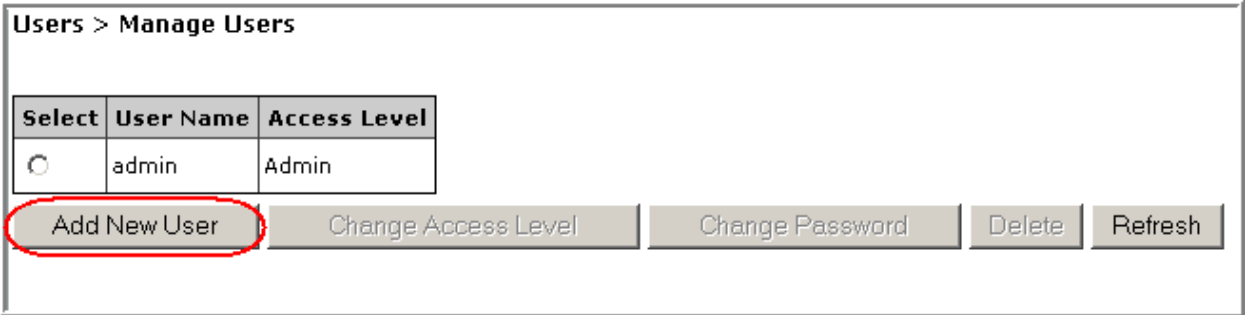 Users > Manage Users
Select User Name Access Level
admin Admin
Add New User Change Access Level Change Password Delete Refresh